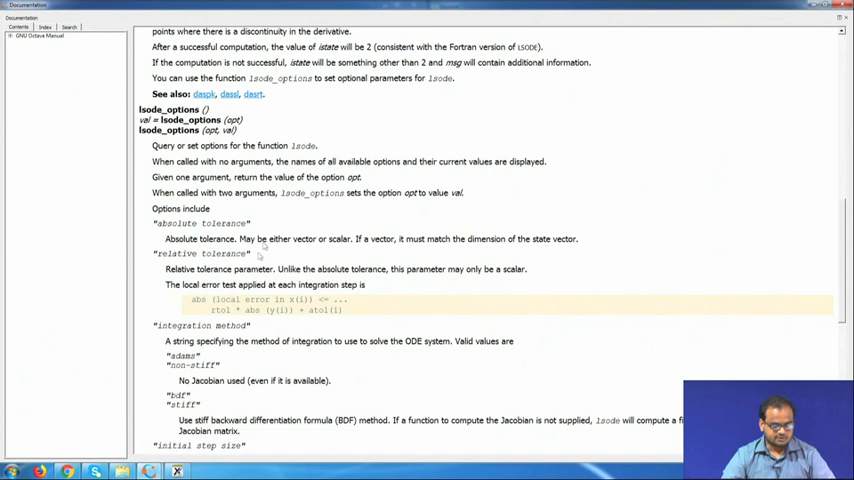 Documentation
Documentation
Contents Index Search
GNU Octave Manual
points where there is a discontinuity in the derivative.
After a successful computation, the value of istate will be 2 (consistent with the Fortran version of LSODE).
If the computation is not successful, istate will be something other than 2 and msg will contain additional information.
You can use the function lsode_options to set optional parameters for lsode.
See also: daspk, dassl, dasrt.
lsode_options ()
val = lsode_options (opt)
lsode_options (opt, val)
Query or set options for the function lsode.
When called with no arguments, the names of all available options and their current values are displayed.
Given one argument, return the value of the option opt.
When called with two arguments, lsode_options sets the option opt to value val.
Options include
"absolute tolerance"
Absolute tolerance. May be either vector or scalar. If a vector, it must match the dimension of the state vector.
"relative tolerance"
Relative tolerance parameter. Unlike the absolute tolerance, this parameter may only be a scalar.
The local error test applied at each integration step is
abs (local error in x(i)) <= ...
rtol * abs (y(i)) + atol(i)
"integration method"
A string specifying the method of integration to use to solve the ODE system. Valid values are
"adams"
"non-stiff"
No Jacobian used (even if it is available).
"bdf"
"stiff"
Use stiff backward differentiation formula (BDF) method. If a function to compute the Jacobian is not supplied, lsode will compute a fi
Jacobian matrix.
"initial step size"